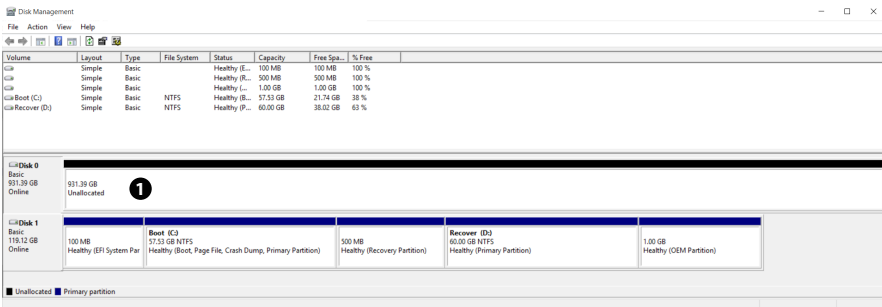 Disk Management
File Action View Help
Volume Layout Type File System Status Capacity Free Spa... % Free
Simple Basic Healthy (E... 100 MB 100 MB 100 %
Simple Basic Healthy (R... 500 MB 500 MB 100 %
Simple Basic Healthy (... 1.00 GB 1.00 GB 100 %
Boot (C:) Simple Basic NTFS Healthy (B... 57.53 GB 21.74 GB 38 %
Recover (D:) Simple Basic NTFS Healthy (P... 60.00 GB 38.02 GB 63 %
Disk 0
Basic
931.39 GB
Online
931.39 GB
Unallocated
1
Disk 1
Basic
119.12 GB
Online
100 MB
Healthy (EFI System Par
Boot (C:)
57.53 GB NTFS
Healthy (Boot, Page File, Crash Dump, Primary Partition)
500 MB
Healthy (Recovery Partition)
Recover (D:)
60.00 GB NTFS
Healthy (Primary Partition)
1.00 GB
Healthy (OEM Partition)
Unallocated Primary partition